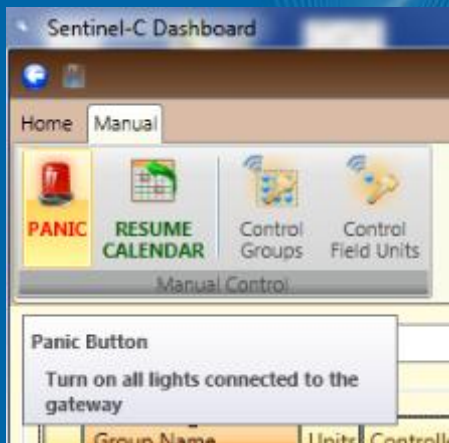 Sentinel-C Dashboard
Home Manual
PANIC RESUME CALENDAR Control Groups Control Field Units
Manual Control
Panic Button
Turn on all lights connected to the
gateway
Group Name Units